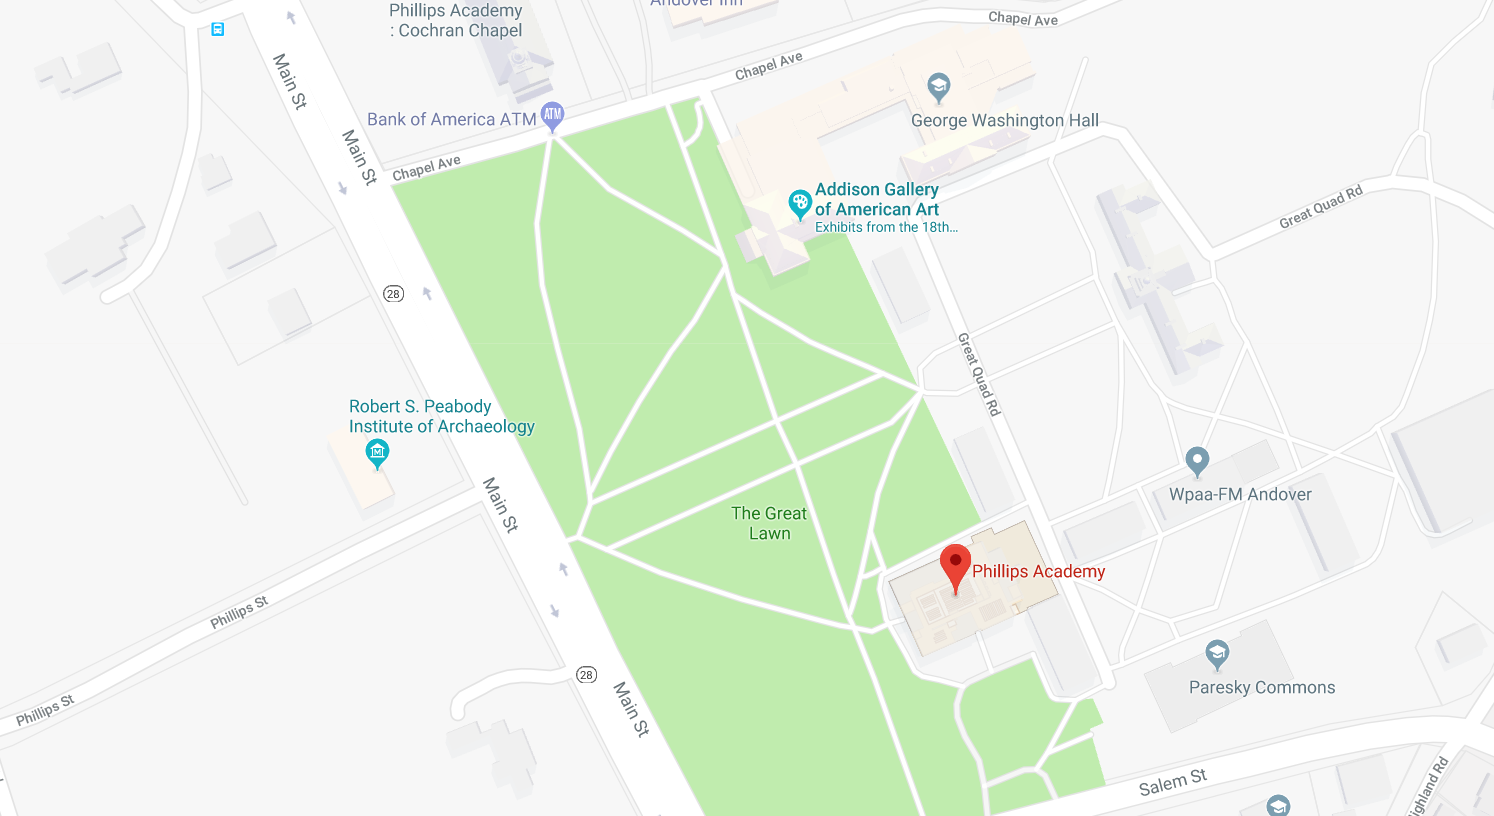 Phillips Academy
: Cochran Chapel
Andover Inn
Chapel Ave
Chapel Ave
Main St
Bank of America ATM
ATM
George Washington Hall
Main St
Chapel Ave
Addison Gallery
of American Art
Exhibits from the 18th...
Great Quad Rd
28
Great Quad Rd
Robert S. Peabody
Institute of Archaeology
M
Main St
Wpaa-FM Andover
The Great
Lawn
Phillips Academy
Phillips St
28
Main St
Phillips St
Paresky Commons
Salem St
ighland Rd